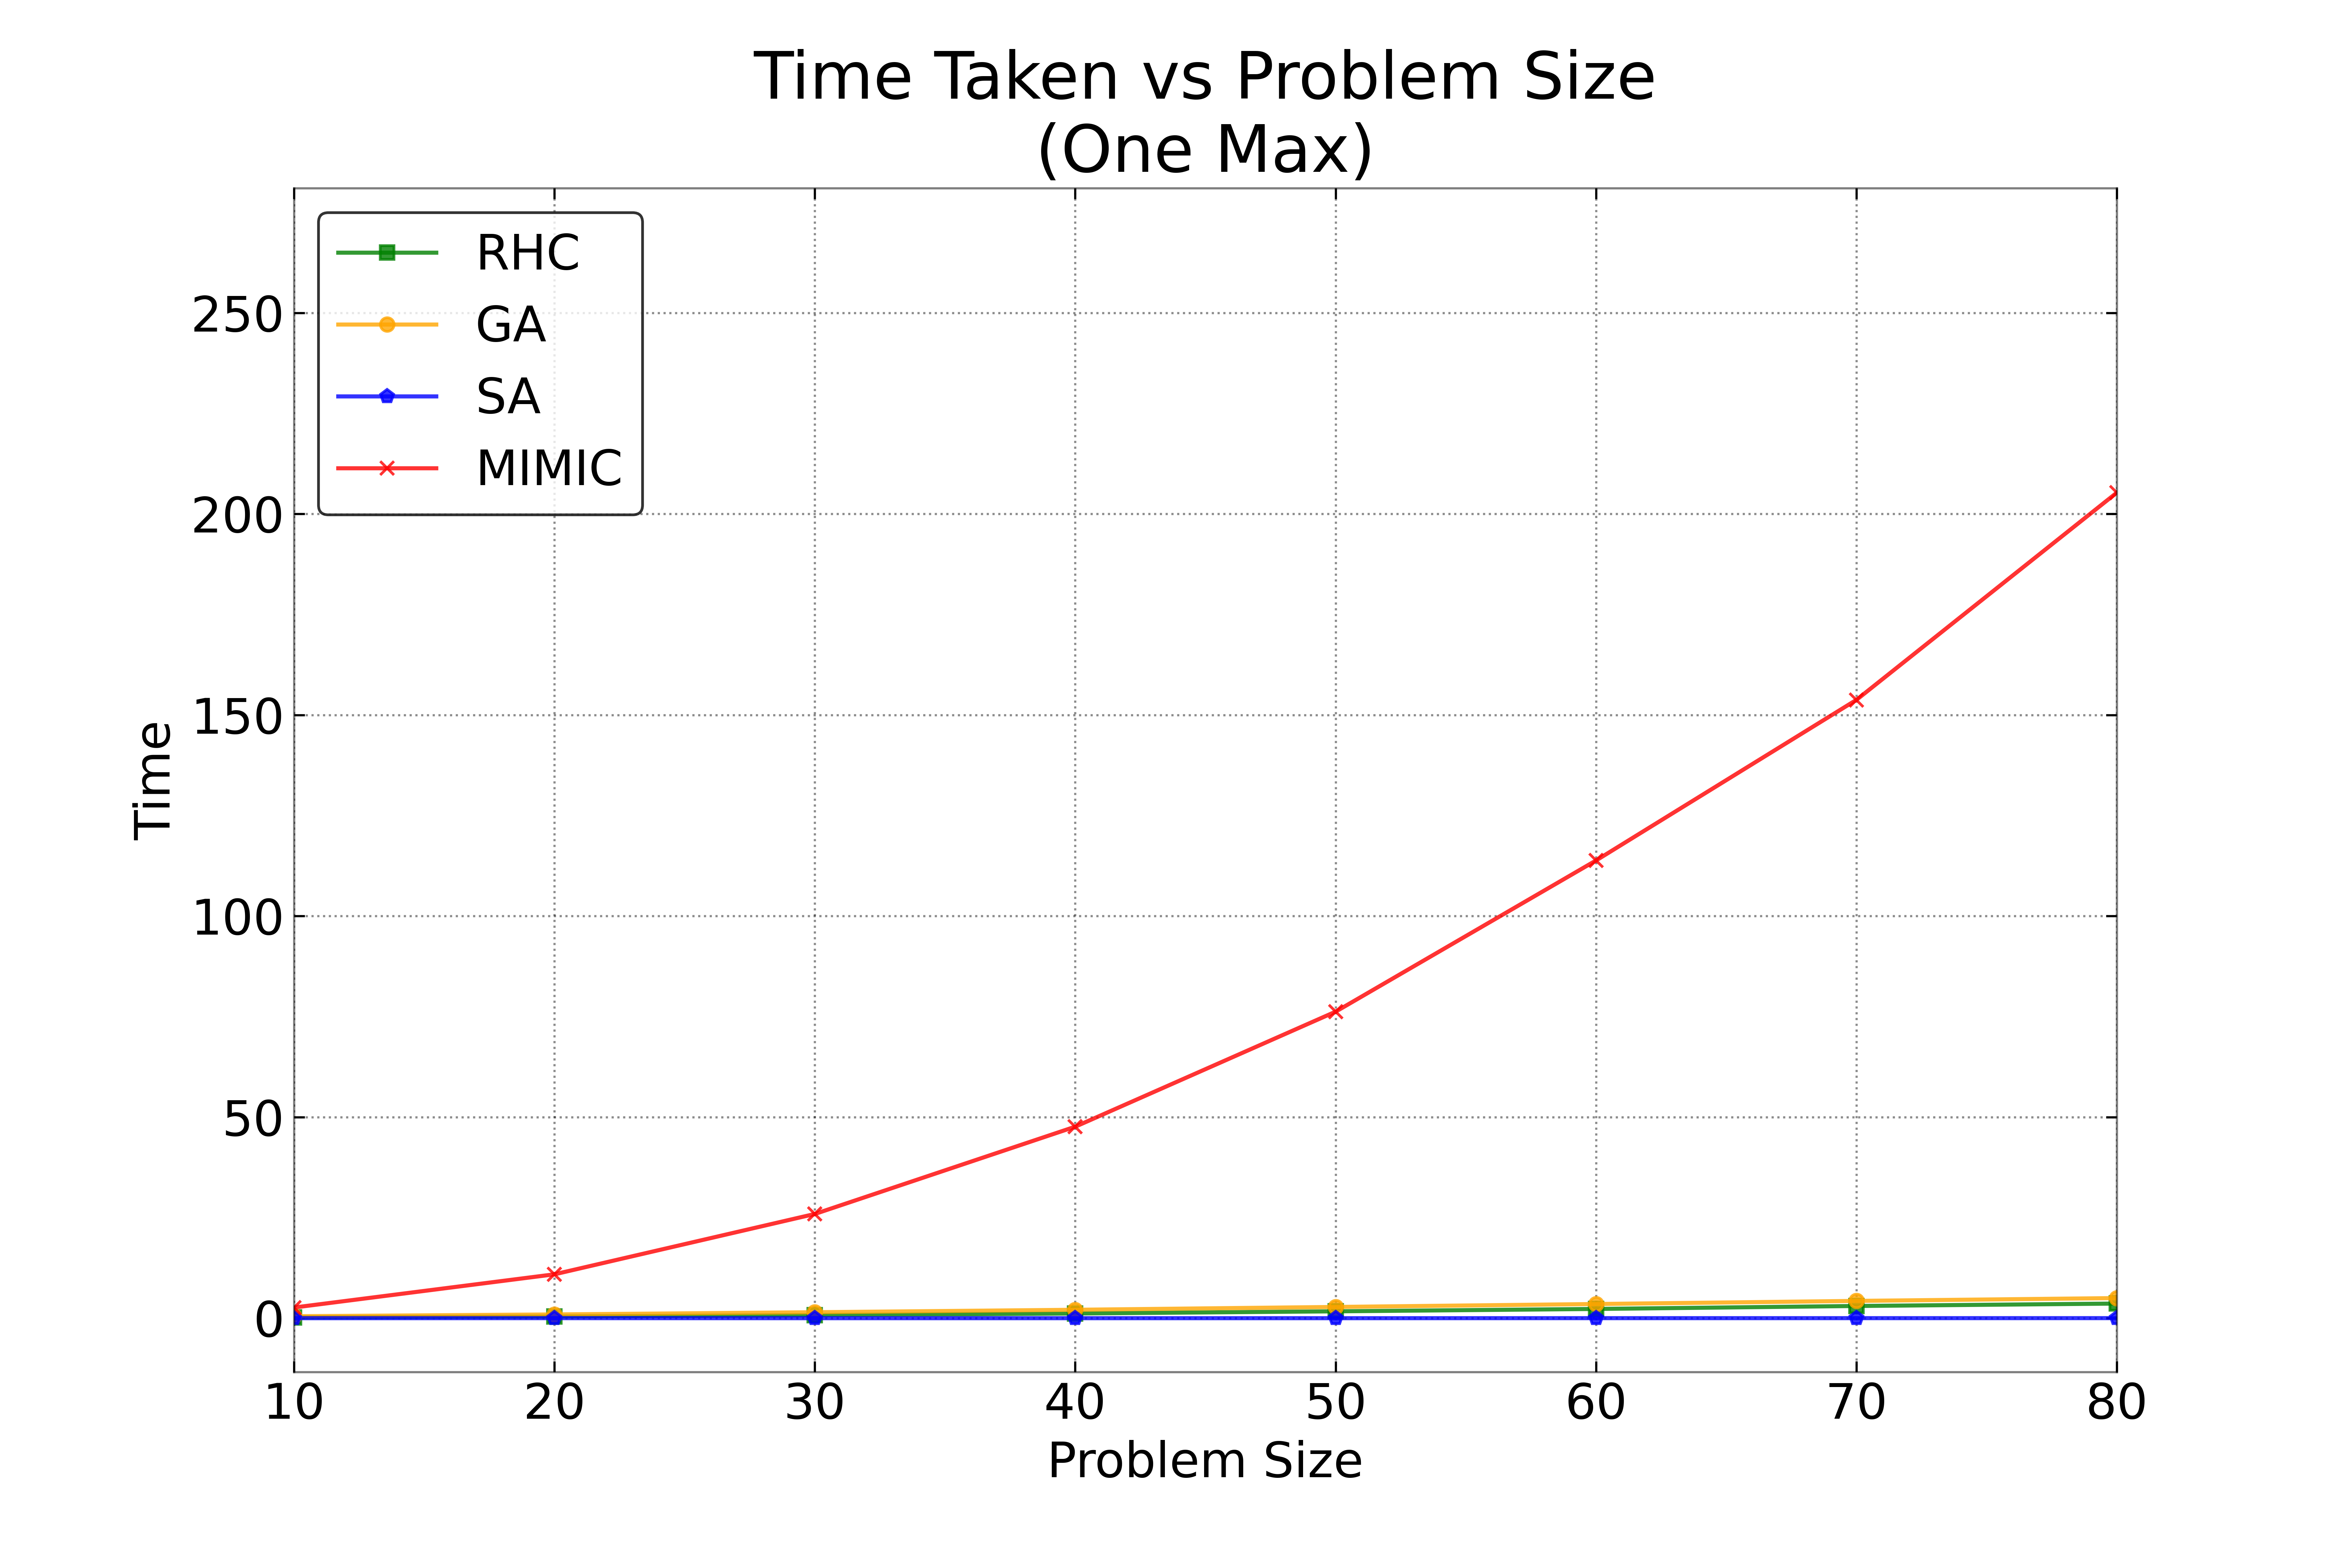 Time Taken vs Problem Size
(One Max)
RHC
GA
SA
MIMIC
250
200
150
100
50
0
Time
10 20 30 40 50 60 70 80
Problem Size